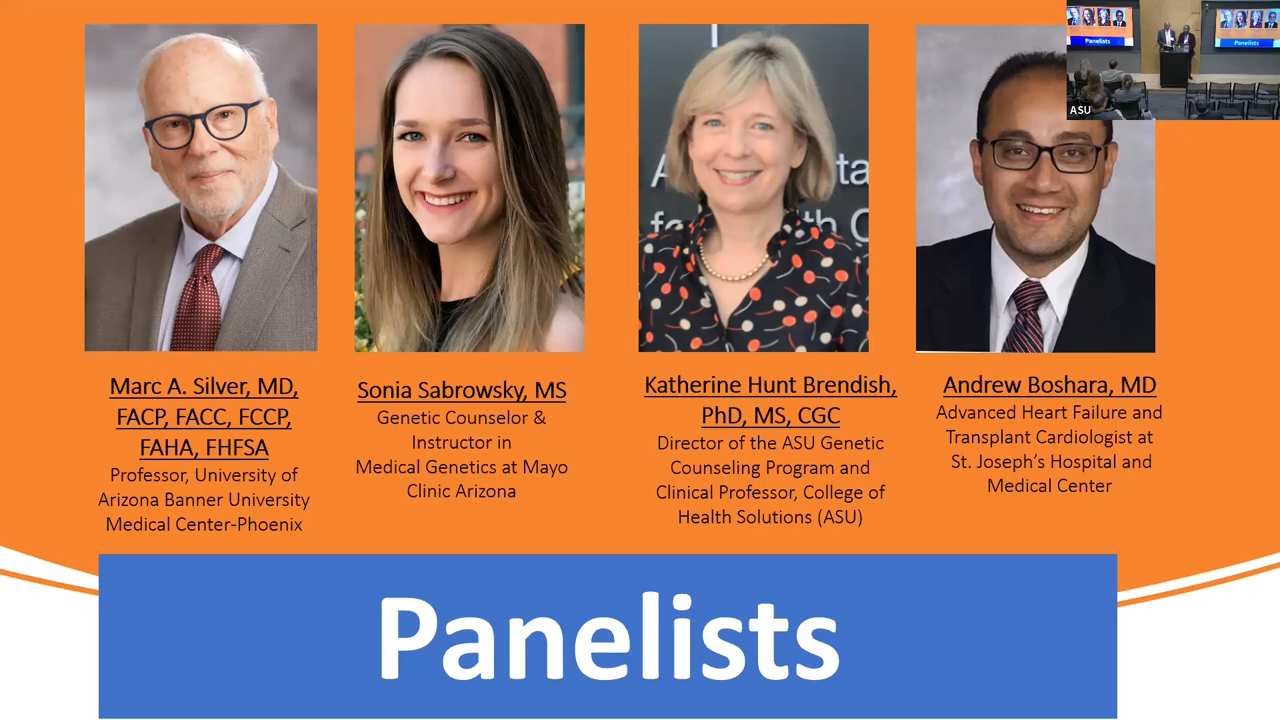 Marc A. Silver, MD,
FACP, FACC, FCCP,
FAHA, FHFSA
Professor, University of
Arizona Banner University
Medical Center-Phoenix
Sonia Sabrowsky, MS
Genetic Counselor &
Instructor in
Medical Genetics at Mayo
Clinic Arizona
Katherine Hunt Brendish,
PhD, MS, CGC
Director of the ASU Genetic
Counseling Program and
Clinical Professor, College of
Health Solutions (ASU)
Andrew Boshara, MD
Advanced Heart Failure and
Transplant Cardiologist at
St. Joseph's Hospital and
Medical Center
Panelists
Panelists
Panelists
ASU